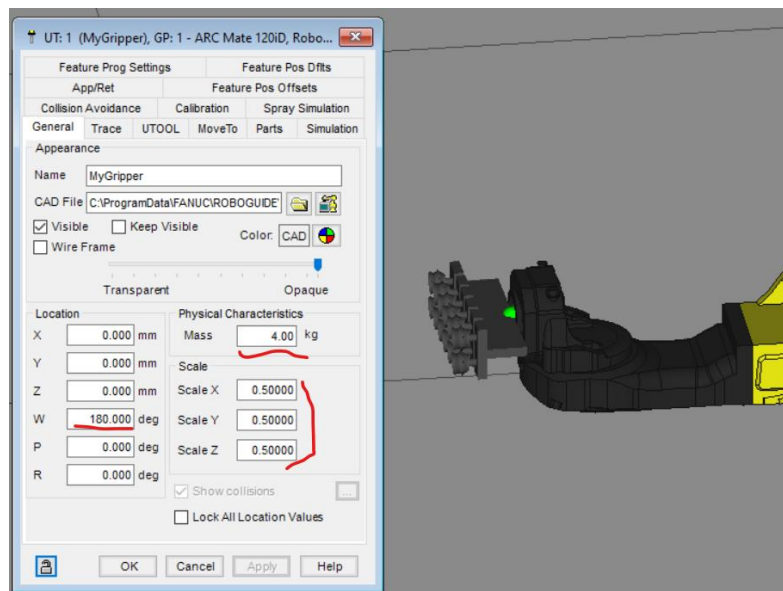 UT: 1 (MyGripper), GP: 1 - ARC Mate 120iD, Robo...
Feature Prog Settings Feature Pos Dflts
App/Ret Feature Pos Offsets
Collision Avoidance Calibration Spray Simulation
General Trace UTOOL MoveTo Parts Simulation
Appearance
Name MyGripper
CAD File C:\ProgramData\FANUC\ROBOGUIDE
Visible Keep Visible Color: CAD
Wire Frame
Transparent Opaque
Location Physical Characteristics
X 0.000 mm Mass 4.00 kg
Y 0.000 mm Scale
Z 0.000 mm Scale X 0.50000
W 180.000 deg Scale Y 0.50000
P 0.000 deg Scale Z 0.50000
R 0.000 deg
Show collisions ...
Lock All Location Values
OK Cancel Apply Help